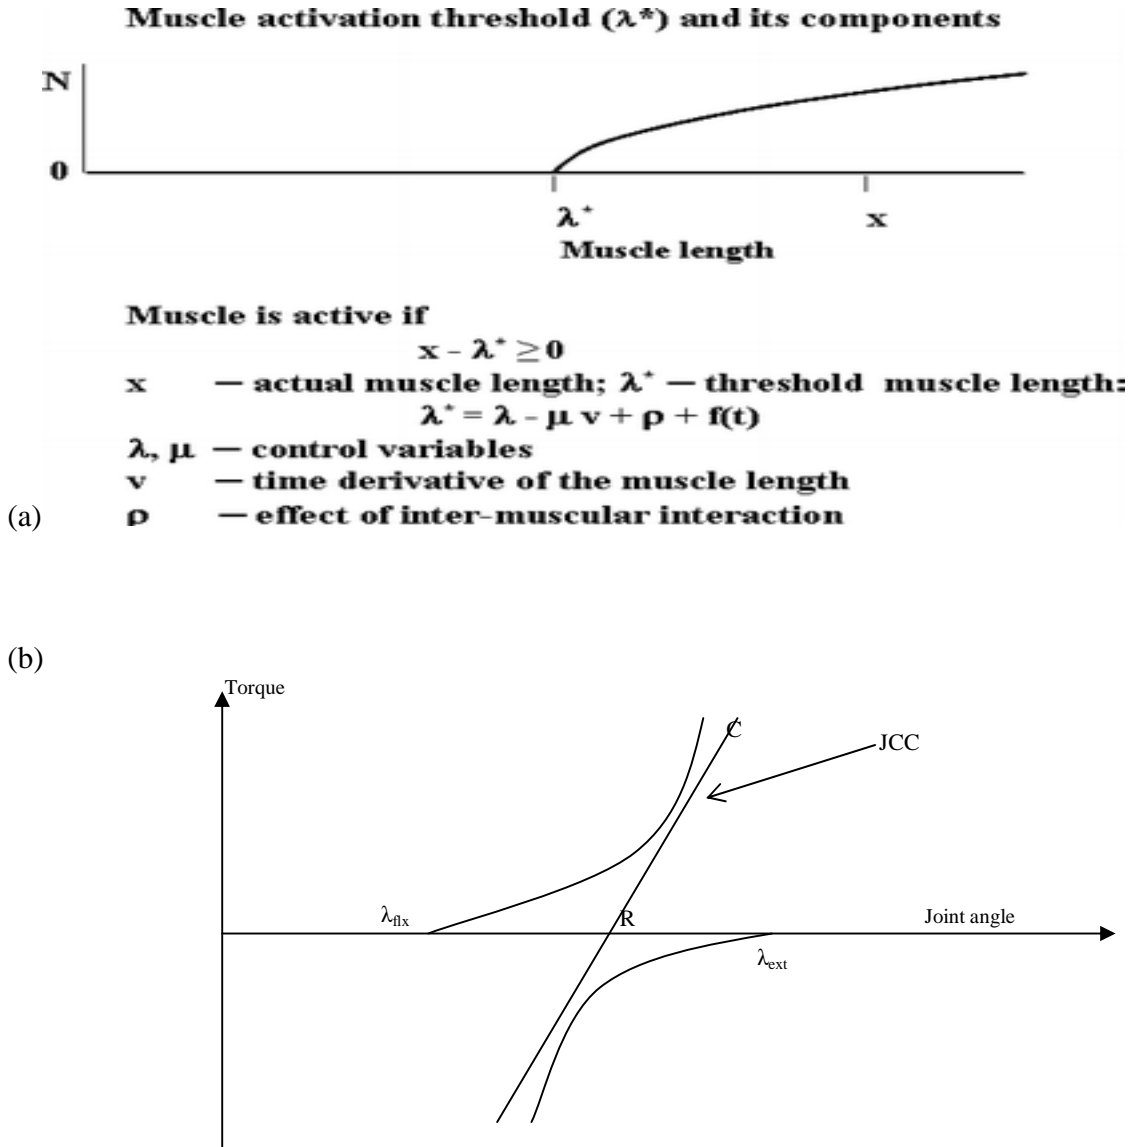 Muscle activation threshold (λ*) and its components
N
0
λ* x
Muscle length
Muscle is active if
x - λ* ≥ 0
x — actual muscle length; λ* — threshold muscle length:
λ* = λ - μ v + ρ + f(t)
λ, μ — control variables
v — time derivative of the muscle length
(a) ρ — effect of inter-muscular interaction
(b)
Torque
C
JCC
λflx R Joint angle
λext